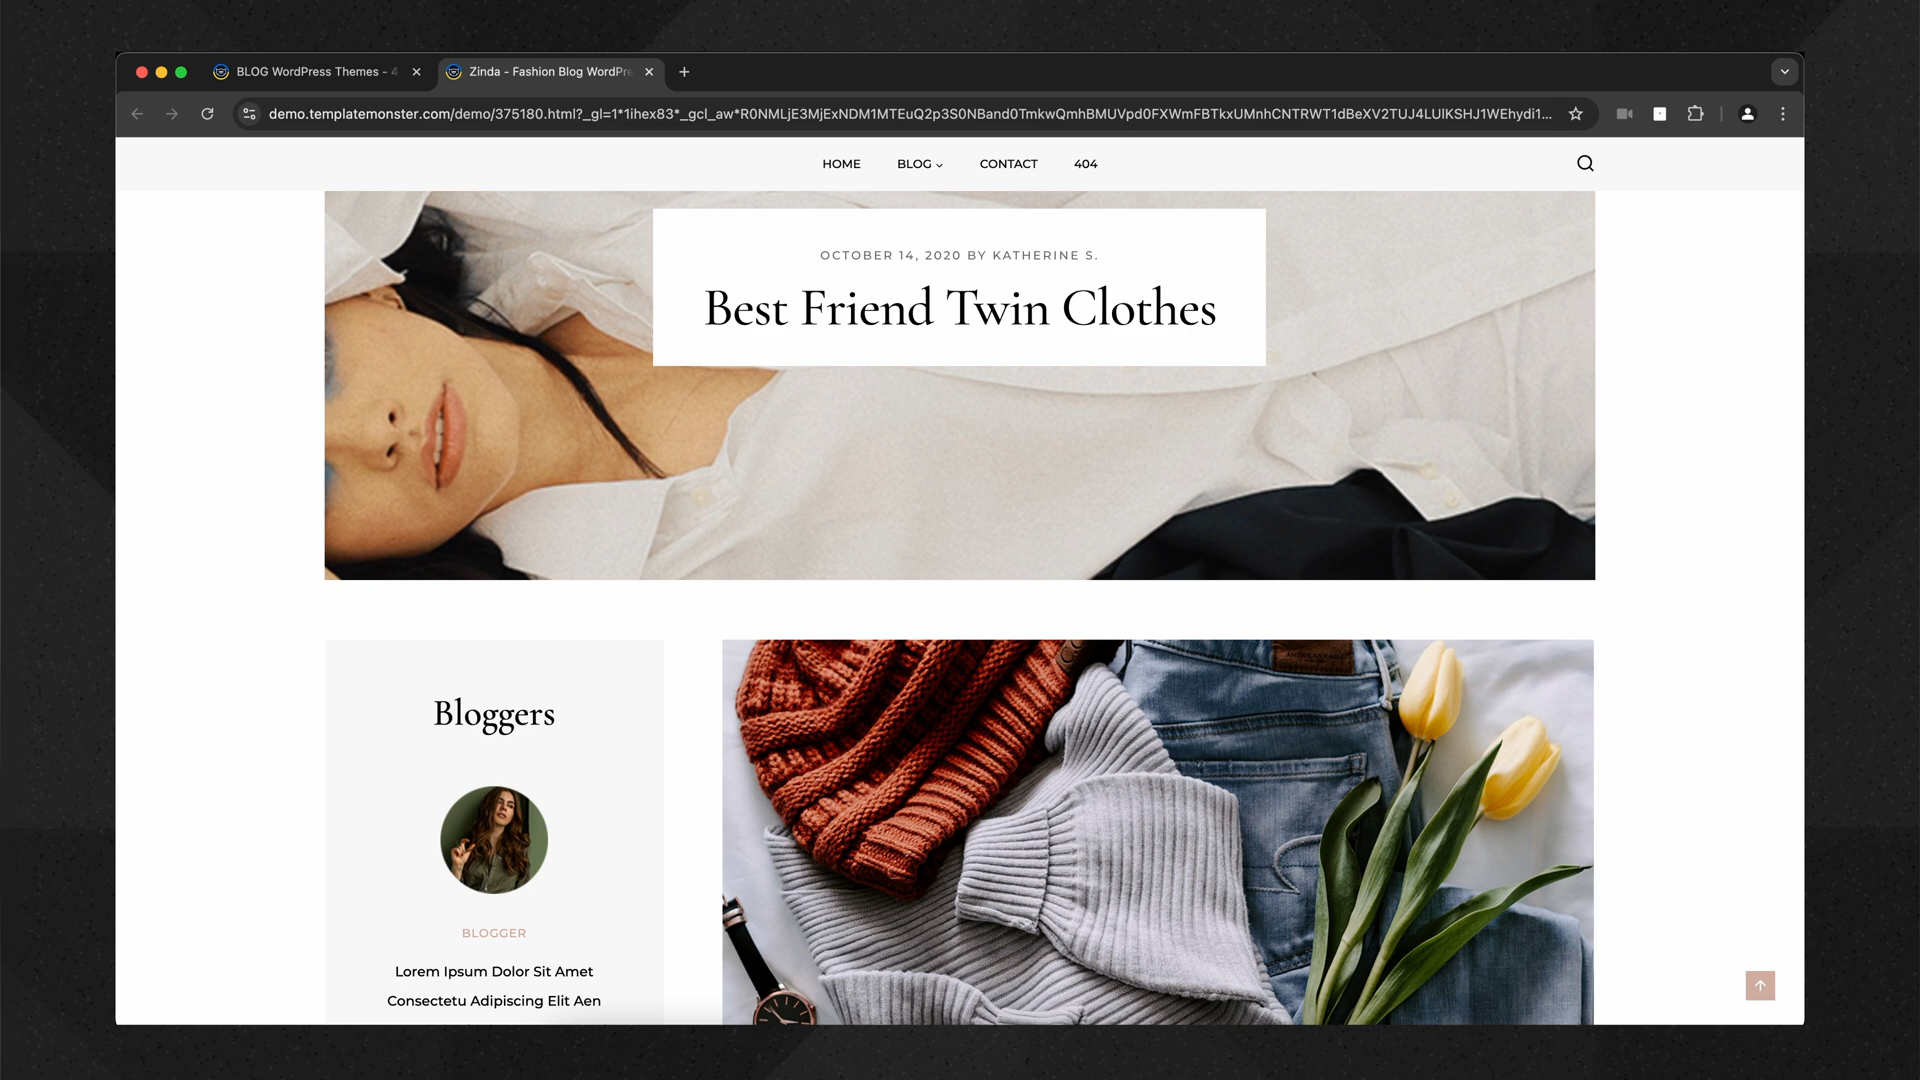 BLOG WordPress Themes - 4
Zinda - Fashion Blog WordPre
demo.templatemonster.com/demo/375180.html?_gl=1*1ihex83*_gcl_aw*R0NMLjE3MjExNDM1MTEuQ2p3S0NBand0TmkwQmhBMUVpd0FXWmFBTkxUMnhCNTRWT1dBeXV2TUJ4LUlKSHJ1WEhydi1...
HOME BLOG CONTACT 404
OCTOBER 14, 2020 BY KATHERINE S.
Best Friend Twin Clothes
Bloggers
BLOGGER
Lorem Ipsum Dolor Sit Amet
Consectetu Adipiscing Elit Aen